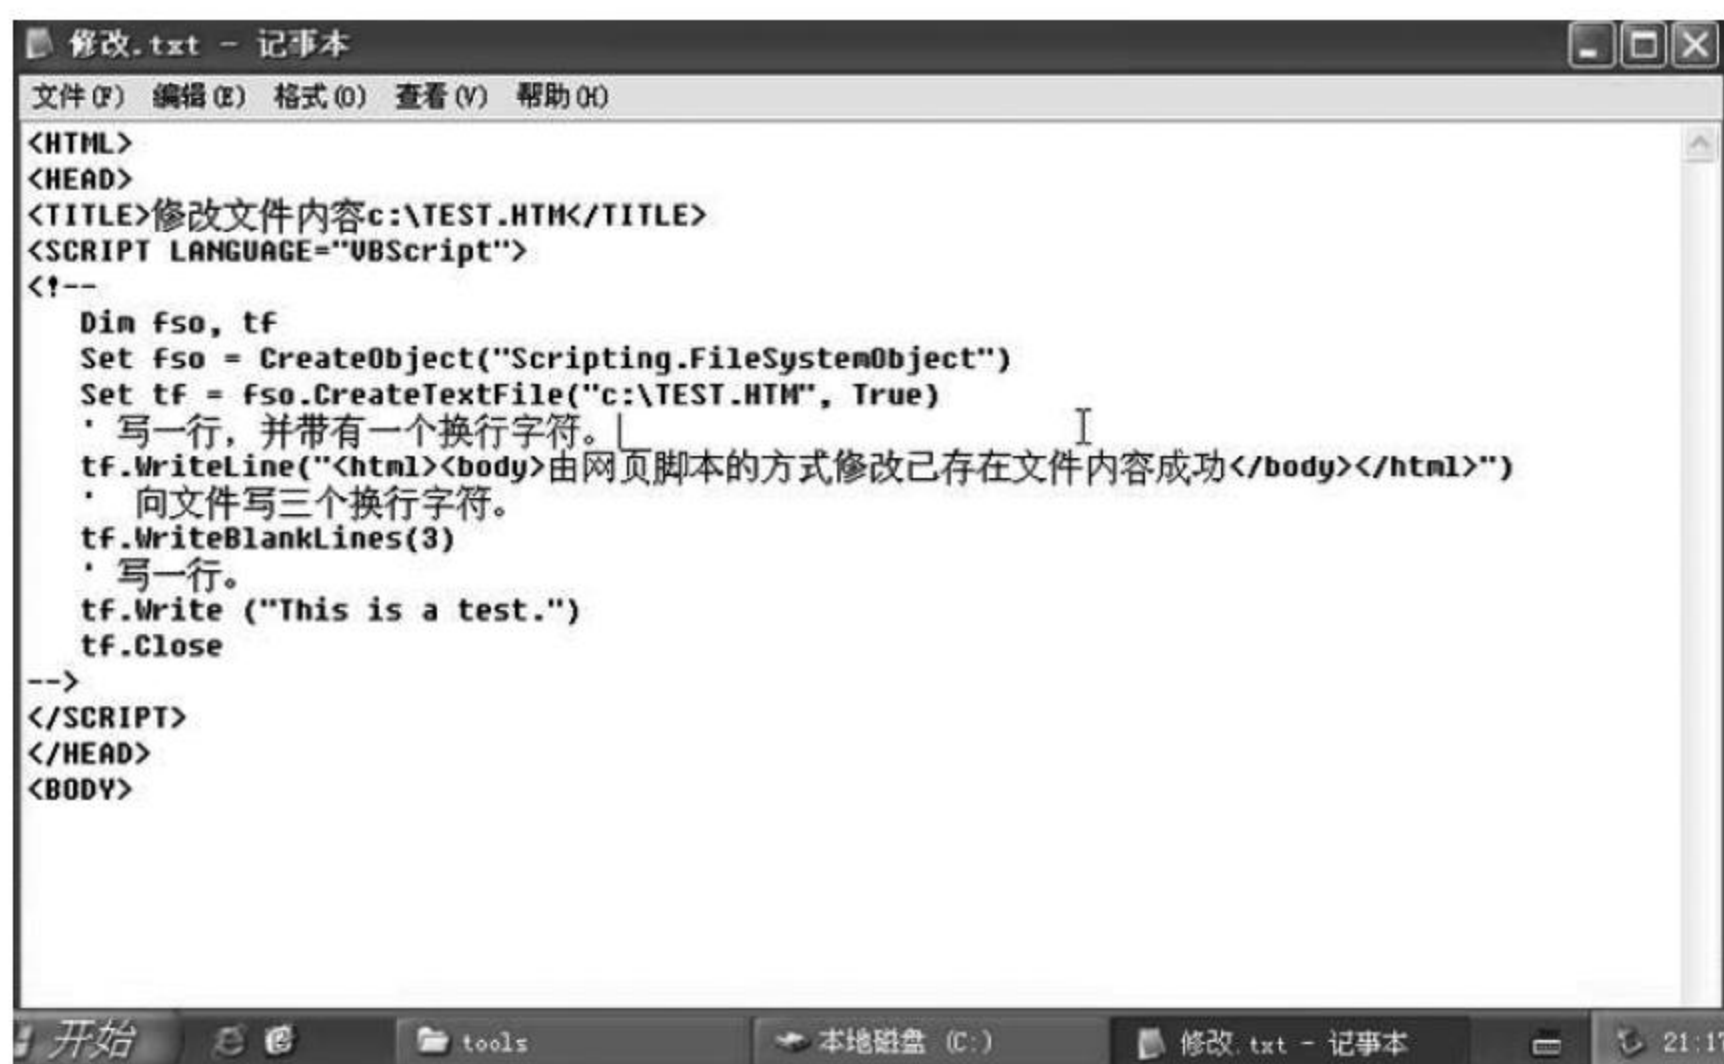 修改.txt - 记事本
文件(F) 编辑(E) 格式(O) 查看(V) 帮助(H)
<HTML>
<HEAD>
<TITLE>修改文件内容c:\TEST.HTM</TITLE>
<SCRIPT LANGUAGE="VBScript">
<!--
Dim fso, tf
Set fso = CreateObject("Scripting.FileSystemObject")
Set tf = fso.CreateTextFile("c:\TEST.HTM", True)
' 写一行，并带有一个换行字符。
tf.WriteLine("<html><body>由网页脚本的方式修改己存在文件内容成功</body></html>")
' 向文件写三个换行字符。
tf.WriteBlankLines(3)
' 写一行。
tf.Write ("This is a test.")
tf.Close
-->
</SCRIPT>
</HEAD>
<BODY>
开始 tools 本地磁盘 (C:) 修改.txt - 记事本 21:17